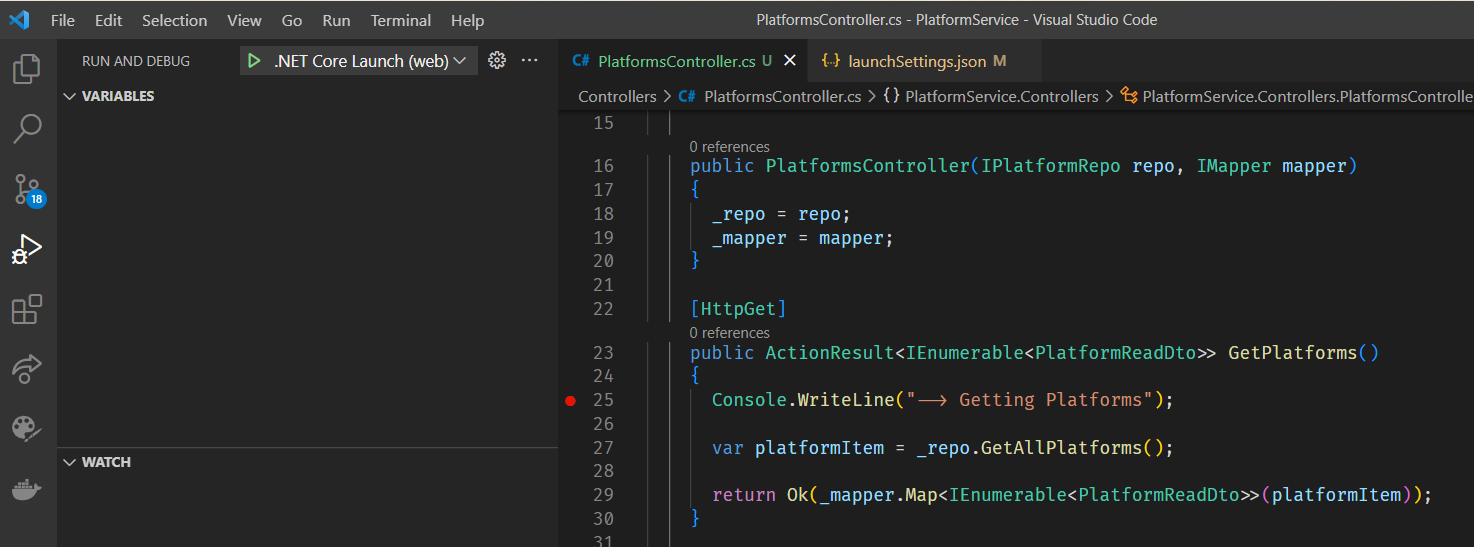 File Edit Selection View Go Run Terminal Help PlatformsController.cs - PlatformService - Visual Studio Code
RUN AND DEBUG .NET Core Launch (web) ...
VARIABLES
18
WATCH
C# PlatformsController.cs U {..} launchSettings.json M
Controllers > C# PlatformsController.cs > {} PlatformService.Controllers > PlatformService.Controllers.PlatformsControlle
15
0 references
16 public PlatformsController(IPlatformRepo repo, IMapper mapper)
17 {
18 _repo = repo;
19 _mapper = mapper;
20 }
21
22 [HttpGet]
0 references
23 public ActionResult<IEnumerable<PlatformReadDto>> GetPlatforms()
24 {
25 Console.WriteLine("--> Getting Platforms");
26
27 var platformItem = _repo.GetAllPlatforms();
28
29 return Ok(_mapper.Map<IEnumerable<PlatformReadDto>>(platformItem));
30 }
31